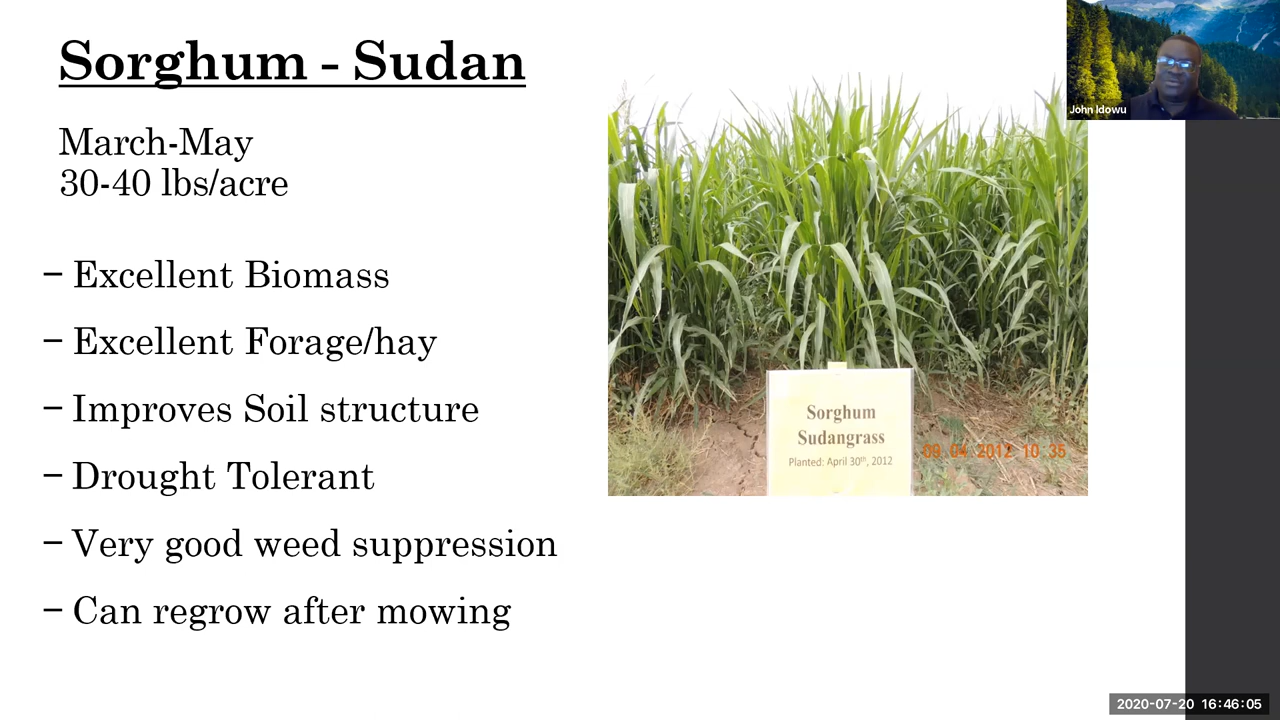 Sorghum - Sudan
March-May
30-40 lbs/acre
– Excellent Biomass
– Excellent Forage/hay
– Improves Soil structure
– Drought Tolerant
– Very good weed suppression
– Can regrow after mowing
Sorghum
Sudangrass
Planted: April 30th, 2012
09 04 2012 10 35
John Idowu
2020-07-20 16:46:05